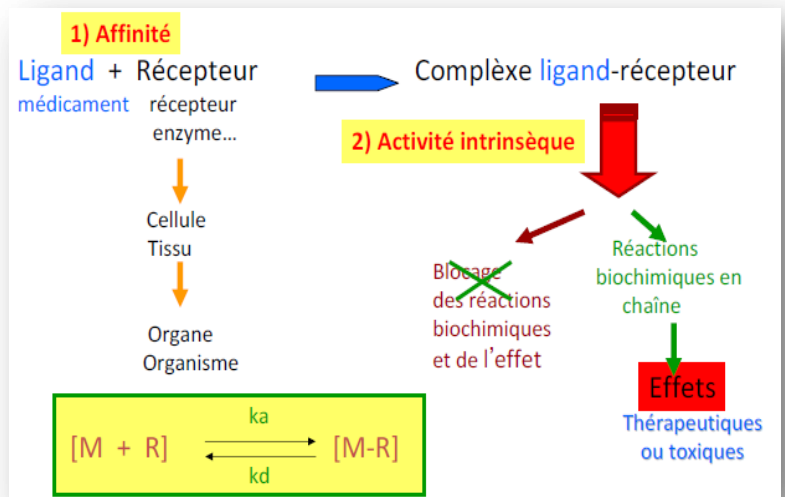 1) Affinité
Ligand + Récepteur
Complexe ligand-récepteur
médicament
récepteur
enzyme...
2) Activité intrinsèque
Cellule
Tissu
Organe
Organisme
Blocage
des réactions
biochimiques
et de l'effet
Réactions
biochimiques en
chaîne
Effets
Thérapeutiques
ou toxiques
ka
[M + R]
[M-R]
kd